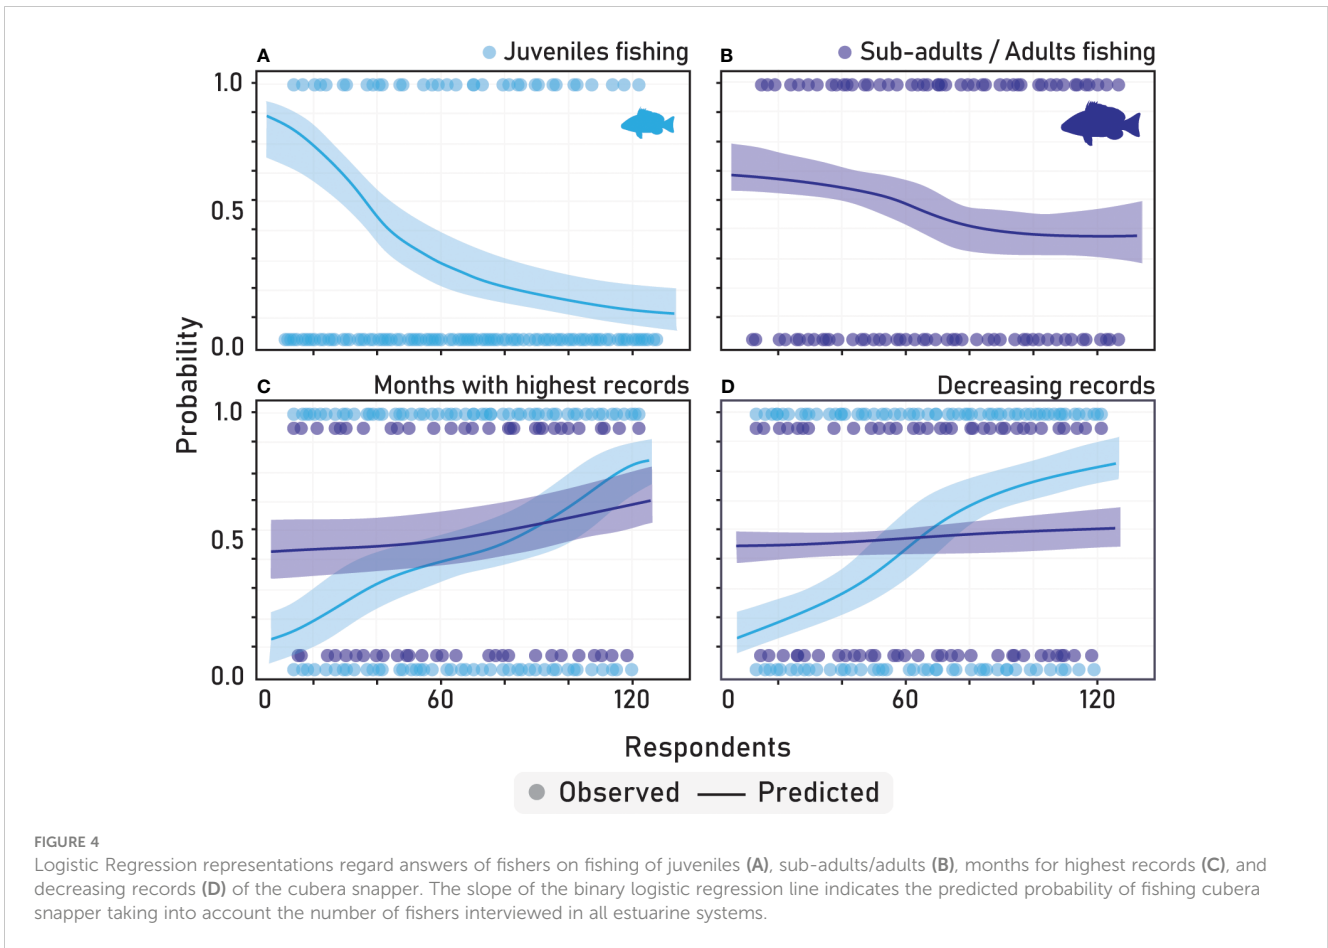 A
Juveniles fishing
B
Sub-adults / Adults fishing
1.0
0.5
0.0
Probability
C
Months with highest records
D
Decreasing records
1.0
0.5
0.0
0
60
120
0
60
120
Respondents
Observed
Predicted
FIGURE 4
Logistic Regression representations regard answers of fishers on fishing of juveniles (A), sub-adults/adults (B), months for highest records (C), and
decreasing records (D) of the cubera snapper. The slope of the binary logistic regression line indicates the predicted probability of fishing cubera
snapper taking into account the number of fishers interviewed in all estuarine systems.